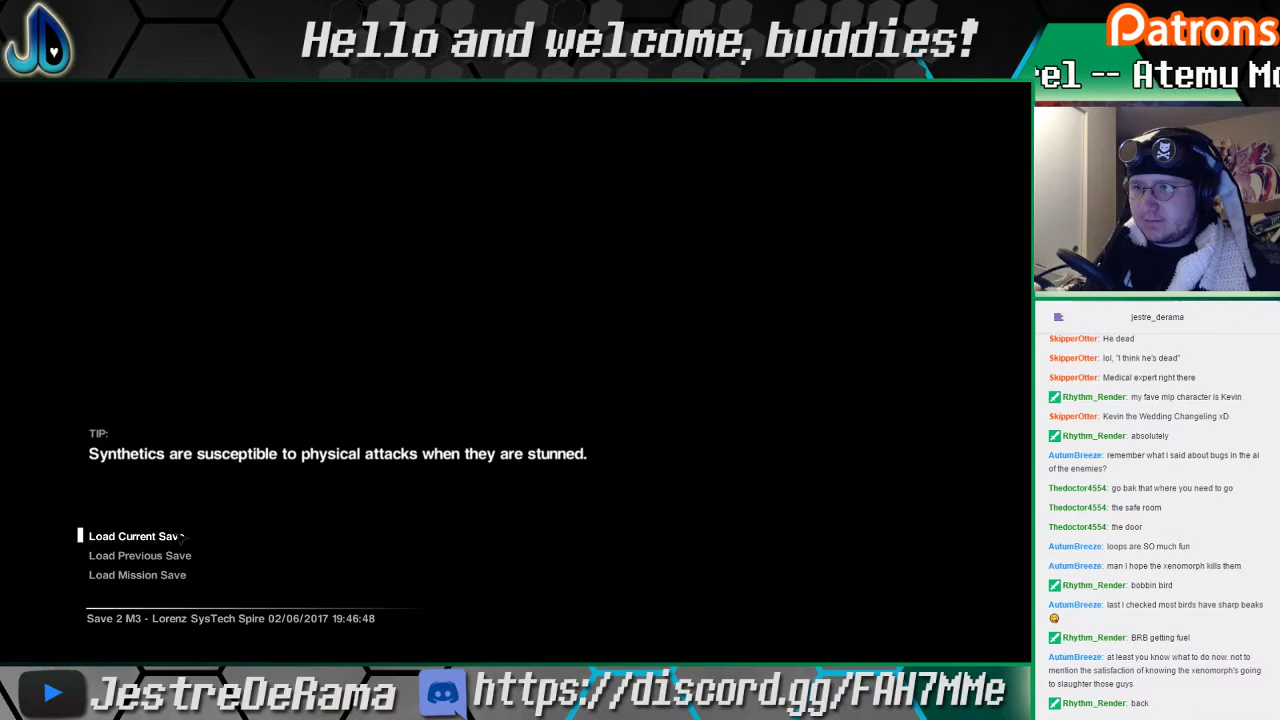 JD
Hello and welcome, buddies!
Patrons
rel -- Atemu Mo
jestre_derama
SkipperOtter: He dead
SkipperOtter: lol, "I think he's dead"
SkipperOtter: Medical expert right there
Rhythm_Render: my fave mlp character is Kevin
SkipperOtter: Kevin the Wedding Changeling xD
Rhythm_Render: absolutely
AutumBreeze: remember what I said about bugs in the ai
of the enemies?
Thedoctor4554: go bak that where you need to go
Thedoctor4554: the safe room
Thedoctor4554: the door
AutumBreeze: loops are SO much fun
AutumBreeze: man I hope the xenomorph kills them
Rhythm_Render: bobbin bird
AutumBreeze: last I checked most birds have sharp beaks
Rhythm_Render: BRB getting fuel
AutumBreeze: at least you know what to do now. not to
mention the satisfaction of knowing the xenomorph's going
to slaughter those guys
Rhythm_Render: back
TIP:
Synthetics are susceptible to physical attacks when they are stunned.
Load Current Save
Load Previous Save
Load Mission Save
Save 2 M3 - Lorenz SysTech Spire 02/06/2017 19:46:48
JestreDeRama
https://discord.gg/FAH7MMe